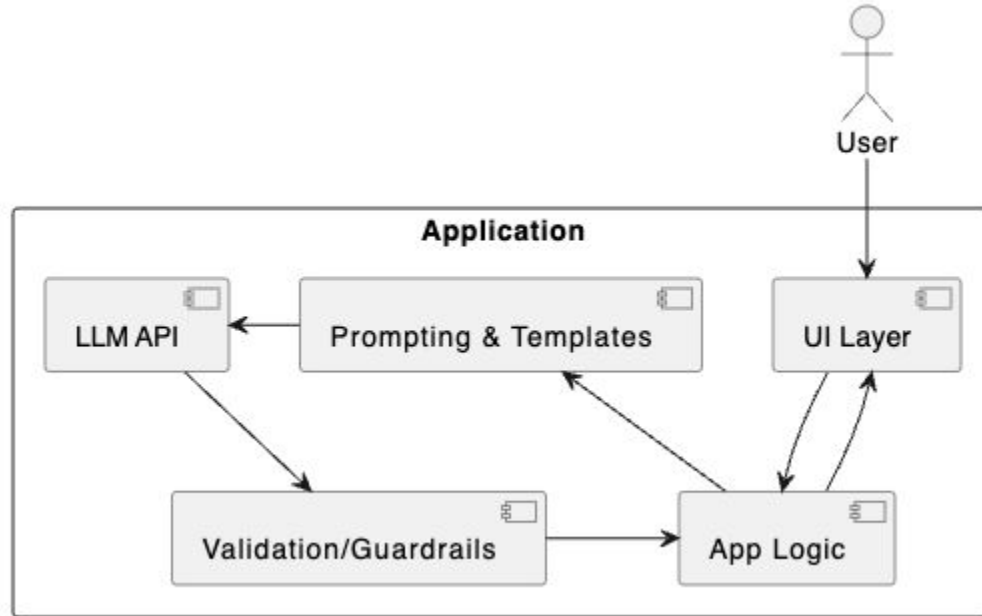 User
Application
LLM API
Prompting & Templates
UI Layer
Validation/Guardrails
App Logic